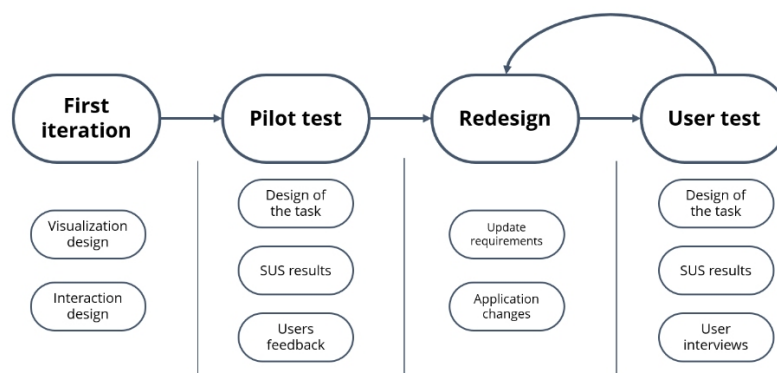 First
iteration
Pilot test
Redesign
User test
Visualization
design
Interaction
design
Design of
the task
SUS results
Users
feedback
Update
requirements
Application
changes
Design of
the task
SUS results
User
interviews